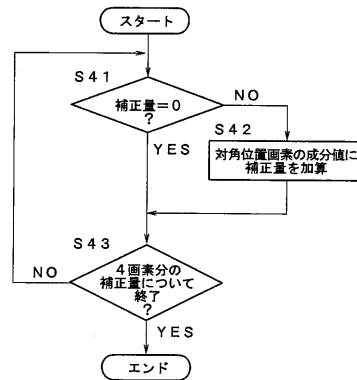 スタート
S41
補正量=0
?
NO
YES
S42
対角位置画素の成分値に
補正量を加算
S43
4画素分の
補正量について
終了
?
NO
YES
エンド